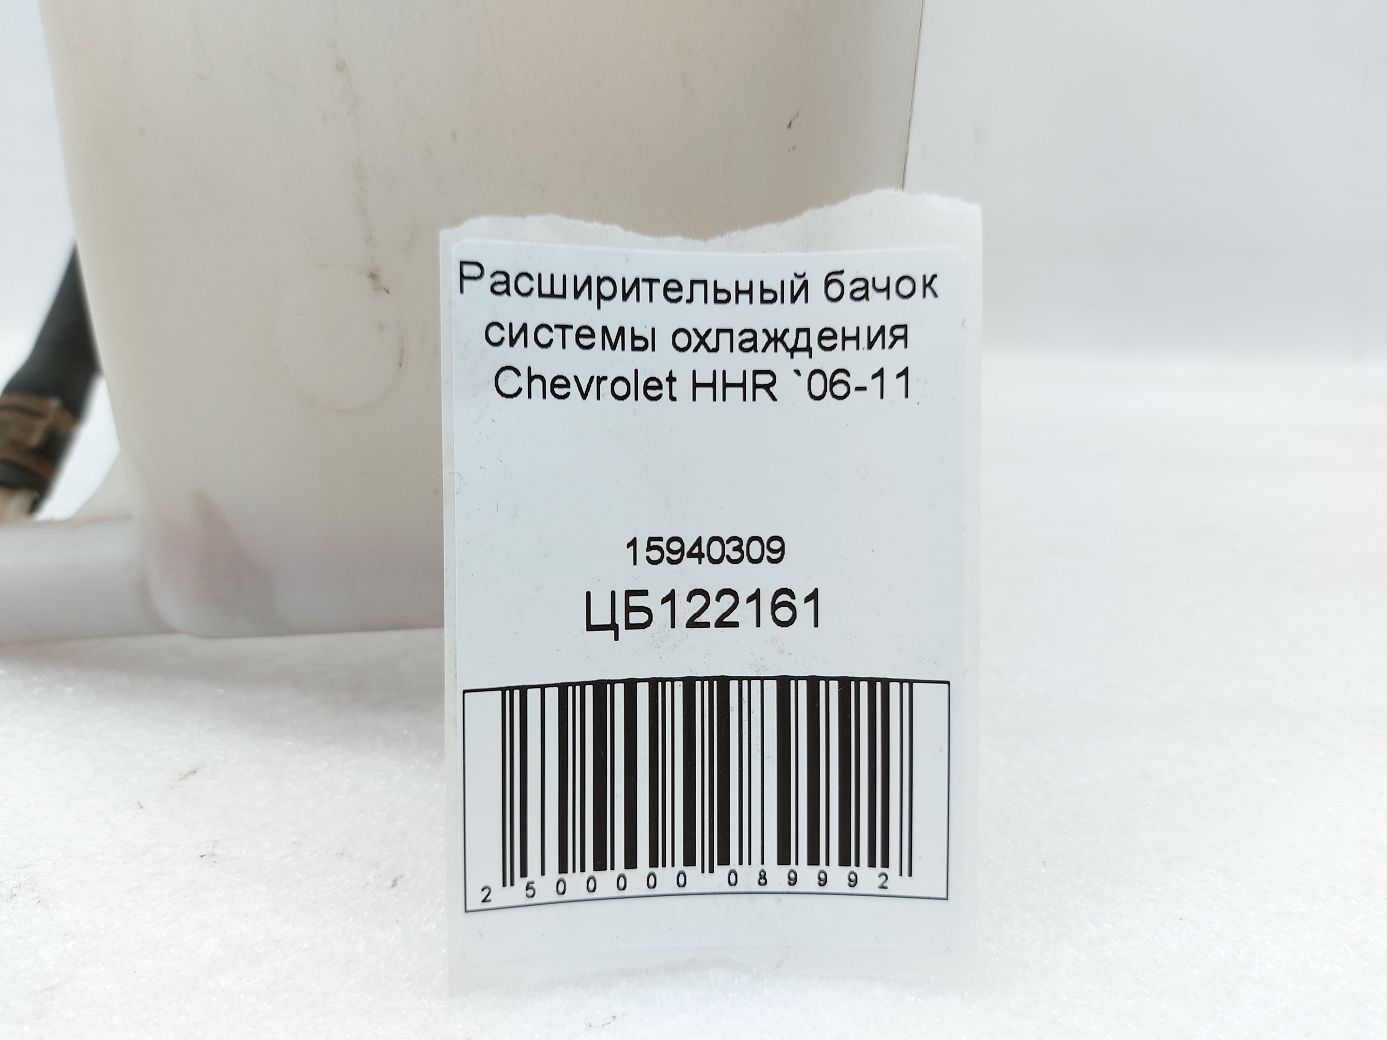 Расширительный бачок
системы охлаждения
Chevrolet HHR `06-11
15940309
ЦБ122161
2 500000 089992